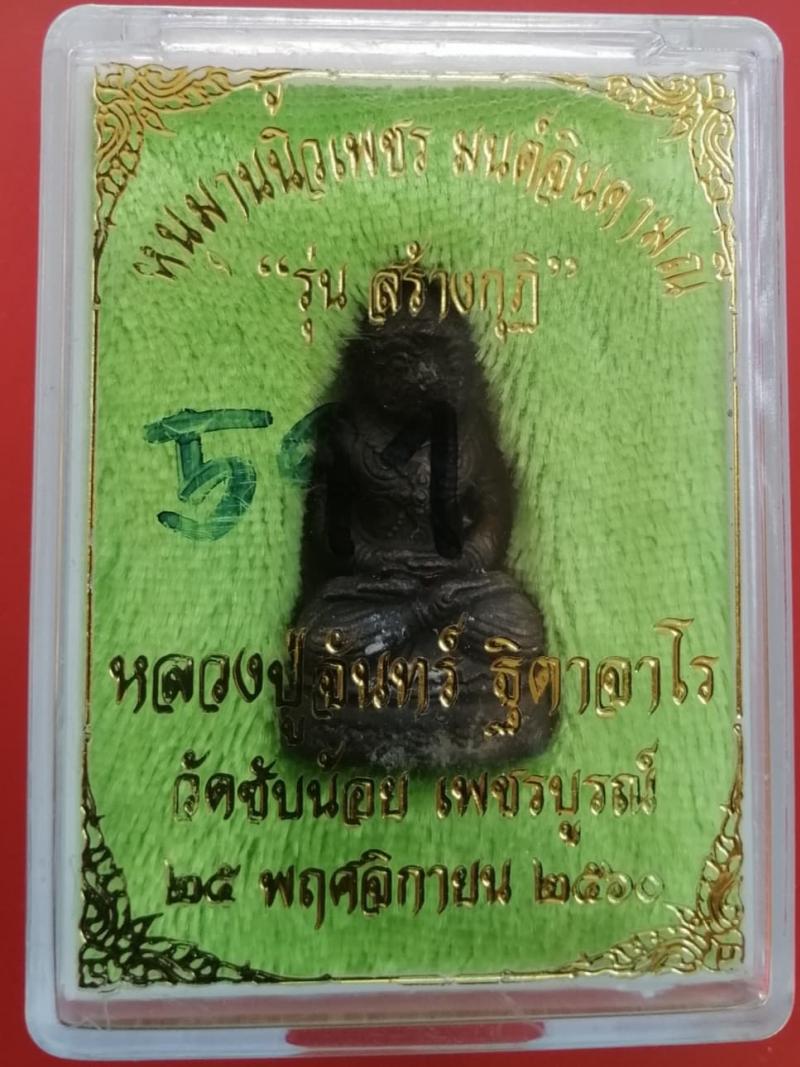 หนุมานนิ้วเพชร มนต์จินดามณี
“รุ่น สร้างกุฏิ”
597
หลวงปู่จันทร์ ฐิตาจาโร
วัดซับน้อย เพชรบูรณ์
๒๕ พฤศจิกายน ๒๕๖๐